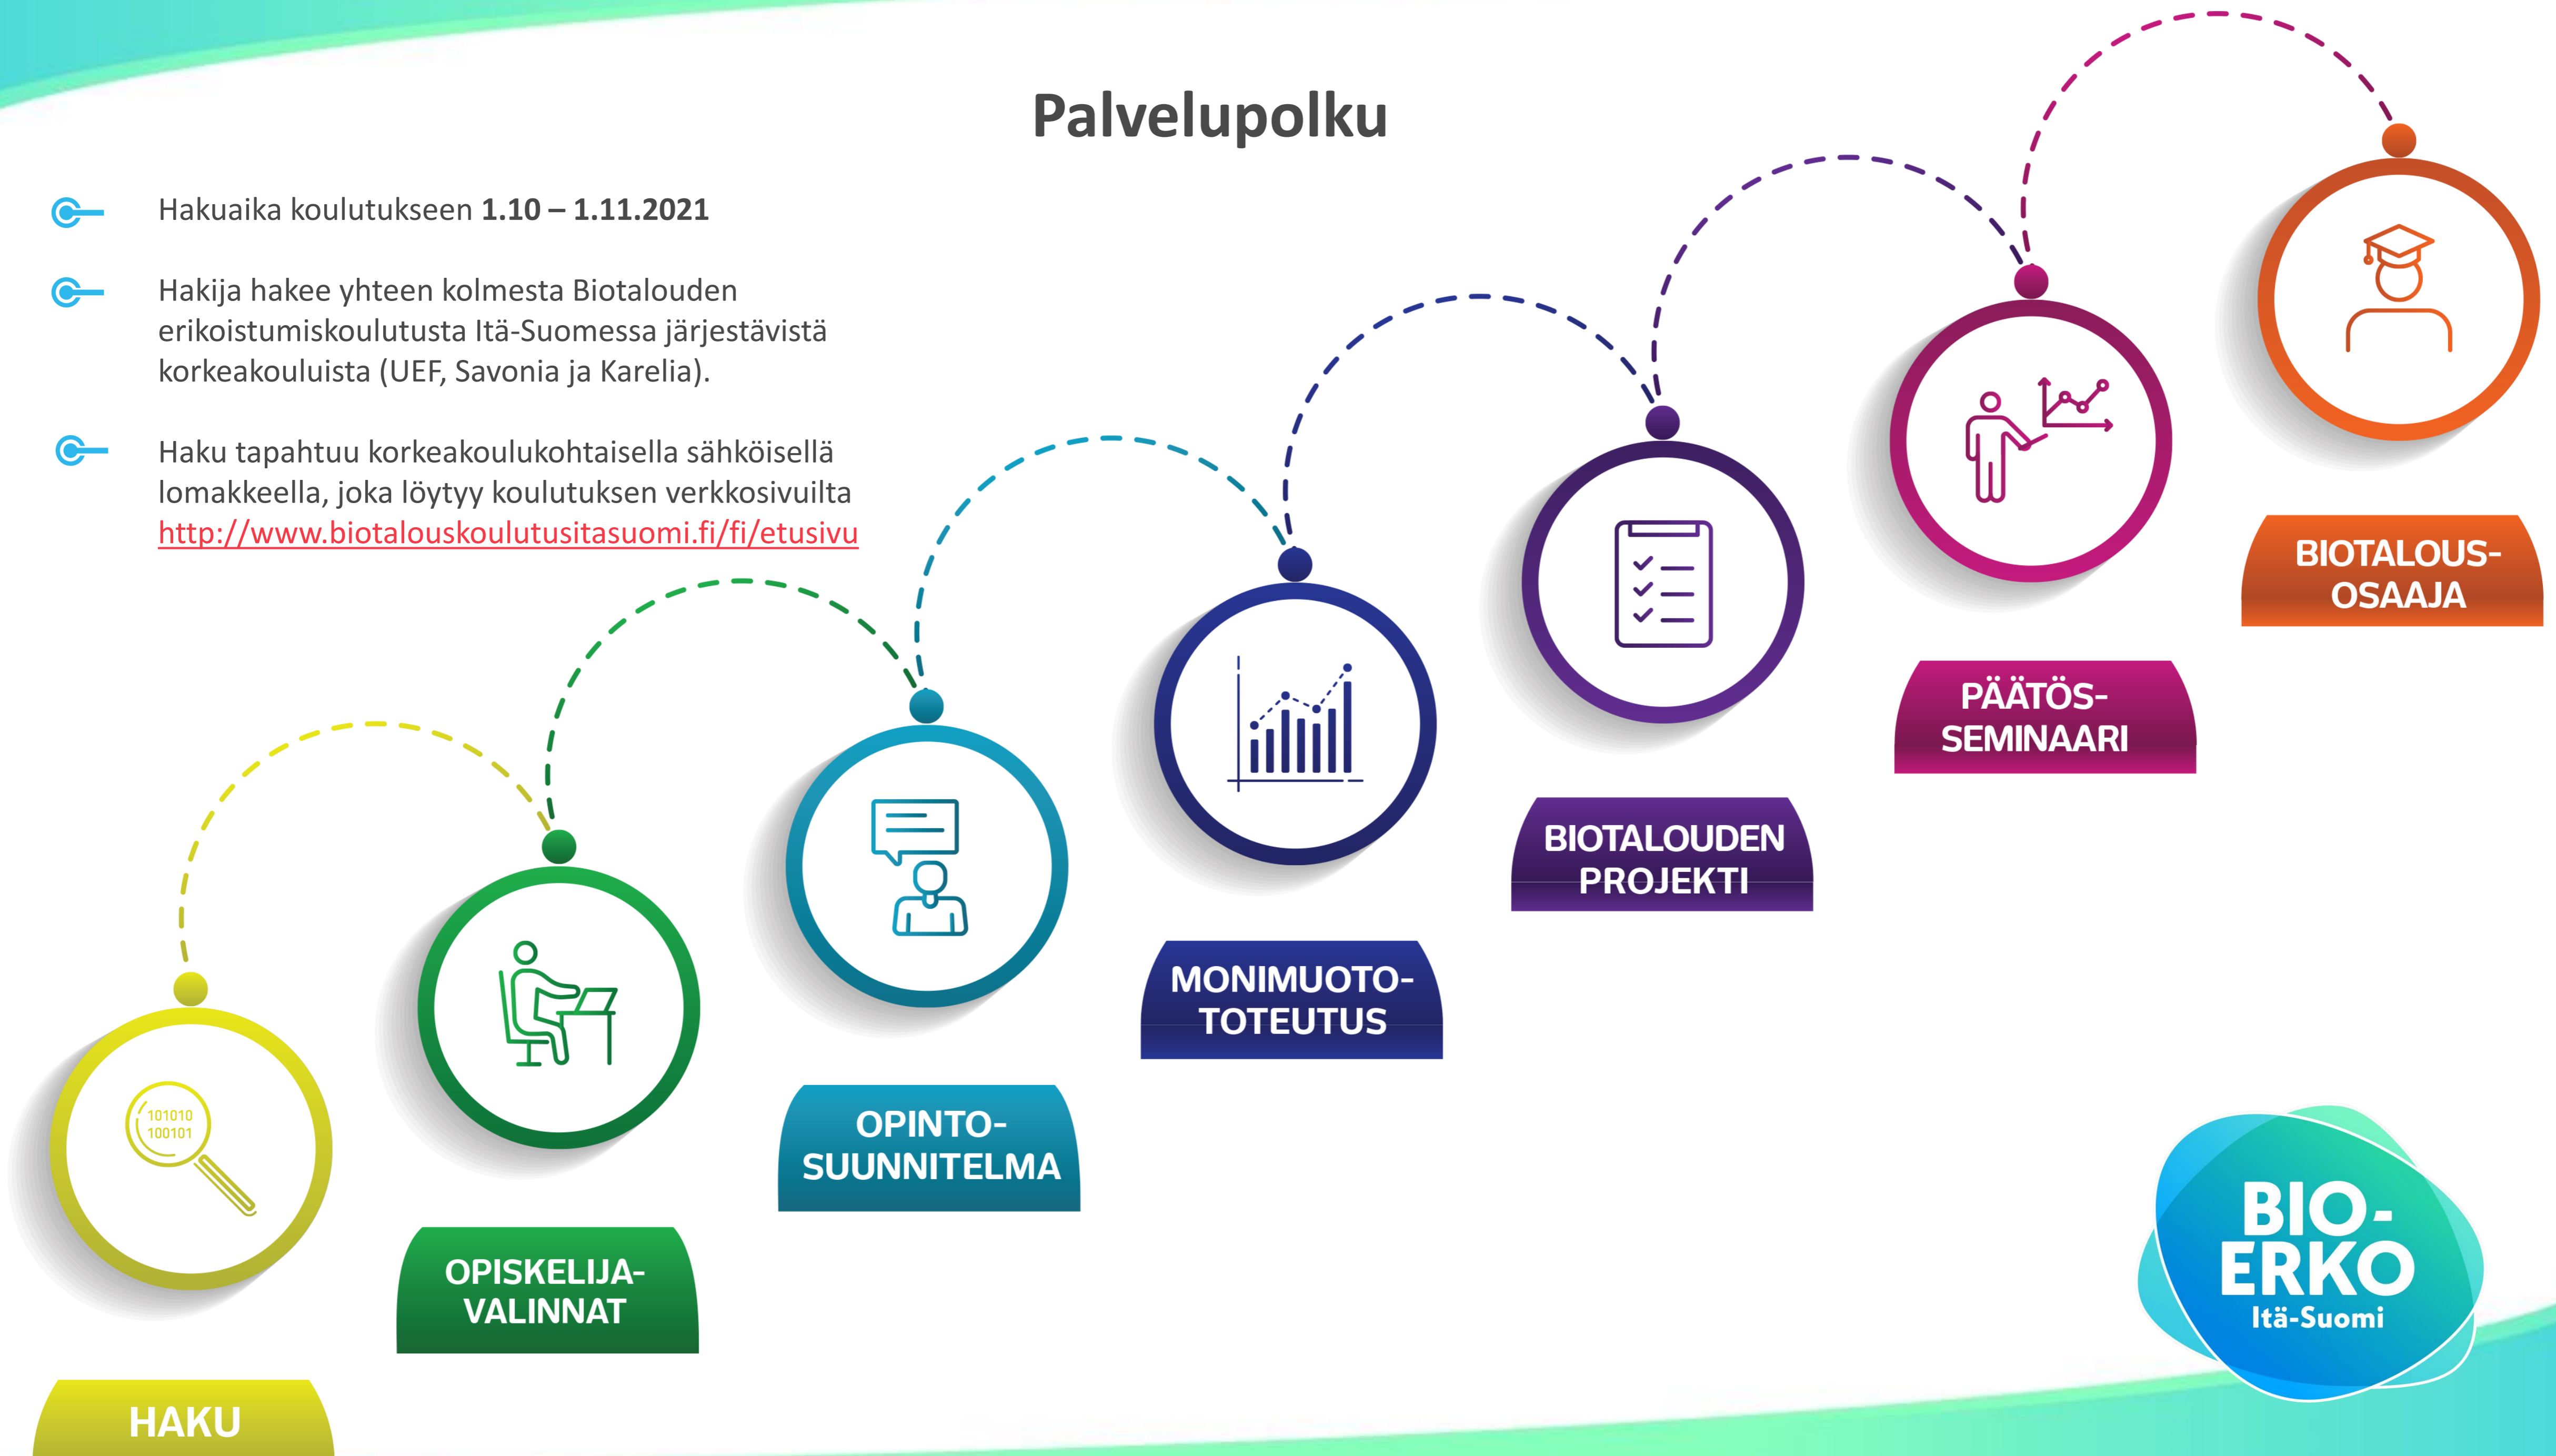 Palvelupolku
Hakuaika koulutukseen 1.10 – 1.11.2021
Hakija hakee yhteen kolmesta Biotalouden
erikoistumiskoulutusta Itä-Suomessa järjestävistä
korkeakouluista (UEF, Savonia ja Karelia).
Haku tapahtuu korkeakoulukohtaisella sähköisellä
lomakkeella, joka löytyy koulutuksen verkkosivuilta
http://www.biotalouskoulutusitasuomi.fi/fi/etusivu
101010
100101
HAKU
OPISKELIJA-
VALINNAT
OPINTO-
SUUNNITELMA
MONIMUOTO-
TOTEUTUS
BIOTALOUDEN
PROJEKTI
PÄÄTÖS-
SEMINAARI
BIOTALOUS-
OSAAJA
BIO-
ERKO
Itä-Suomi